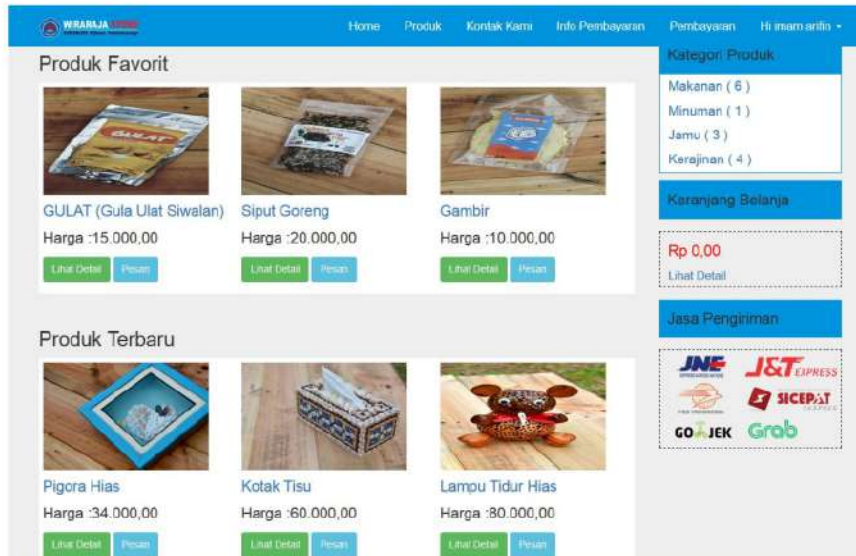 WIRARAJA STORE
Home Produk Kontak Kami Info Pembayaran Pembayaran Hi imam arifin
Produk Favorit
GULAT
GULAT (Gula Ulat Siwalan)
Harga :15.000,00
Lihat Detail Pesan
Siput Goreng
Harga :20.000,00
Lihat Detail Pesan
Gambir
Harga :10.000,00
Lihat Detail Pesan
Produk Terbaru
Pigora Hias
Harga :34.000,00
Lihat Detail Pesan
Kotak Tisu
Harga :60.000,00
Lihat Detail Pesan
Lampu Tidur Hias
Harga :80.000,00
Lihat Detail Pesan
Kategori Produk
Makanan ( 6 )
Minuman ( 1 )
Jamu ( 3 )
Kerajinan ( 4 )
Keranjang Belanja
Rp 0,00
Lihat Detail
Jasa Pengiriman
JNE
J&T EXPRESS
SICEPAT
GOJEK
Grab